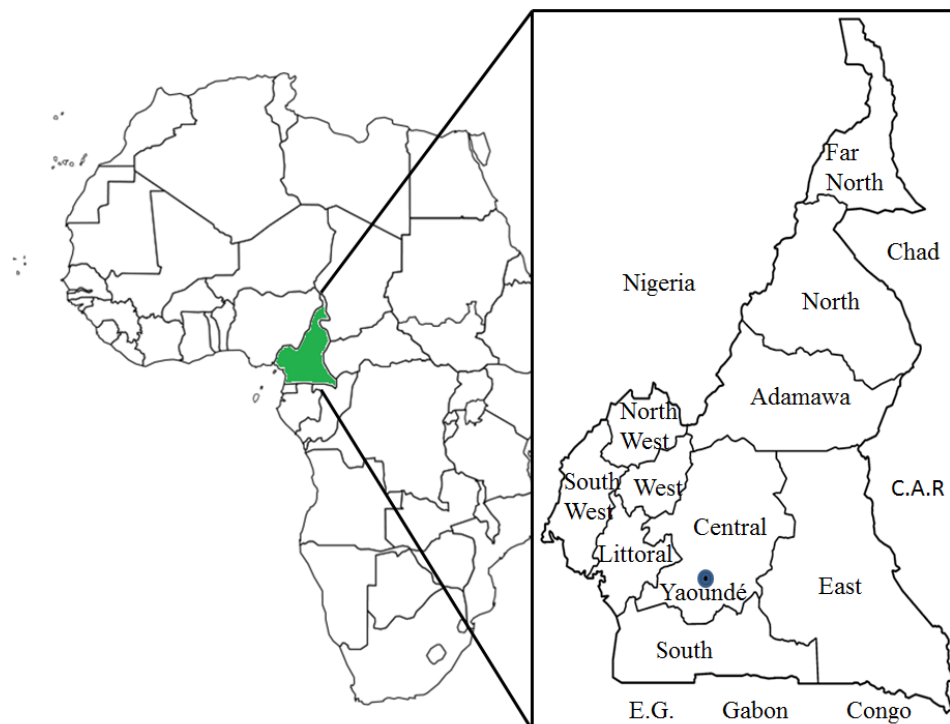 Far
North
Chad
Nigeria
North
Adamawa
North
West
South
West
West
C.A.R
Central
Littoral
Yaoundé
East
South
E.G.
Gabon
Congo